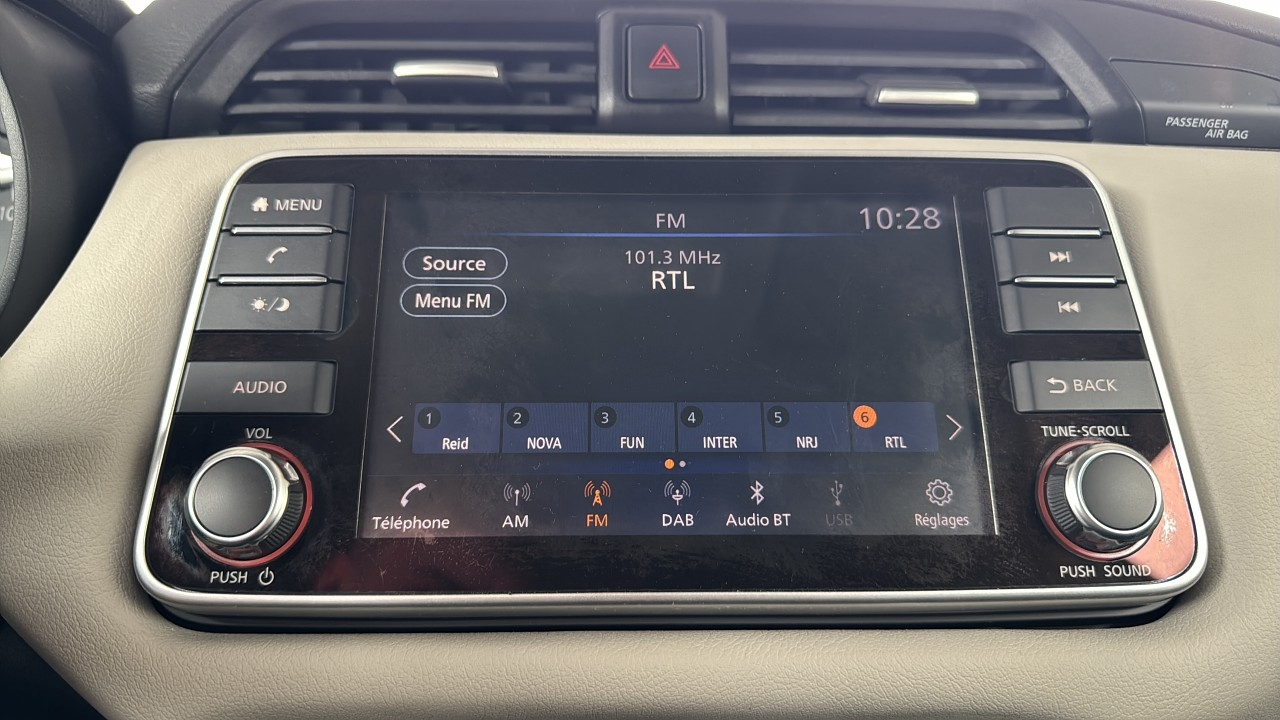 PASSENGER
AIR BAG
MENU
FM
10:28
Source
101.3 MHz
RTL
Menu FM
AUDIO
BACK
VOL
TUNE·SCROLL
1 Reid
2 NOVA
3 FUN
4 INTER
5 NRJ
6 RTL
Téléphone
AM
FM
DAB
Audio BT
USB
Réglages
PUSH
PUSH SOUND